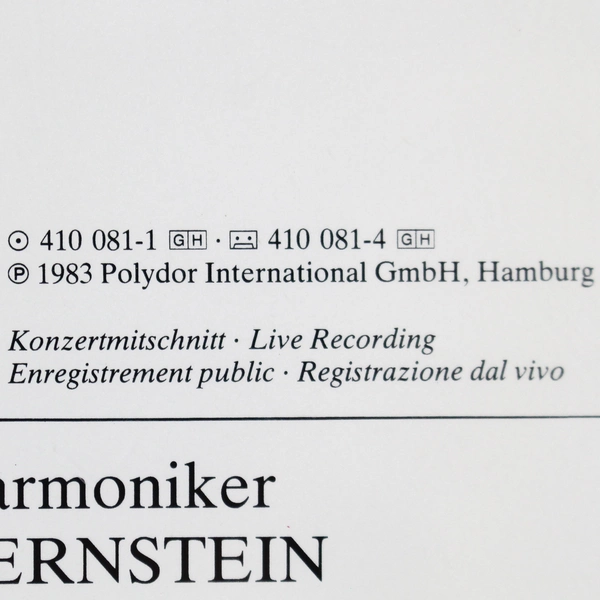 410 081-1 GH · 410 081-4 GH
℗ 1983 Polydor International GmbH, Hamburg
Konzertmitschnitt · Live Recording
Enregistrement public · Registrazione dal vivo
armoniker
ERNSTEIN